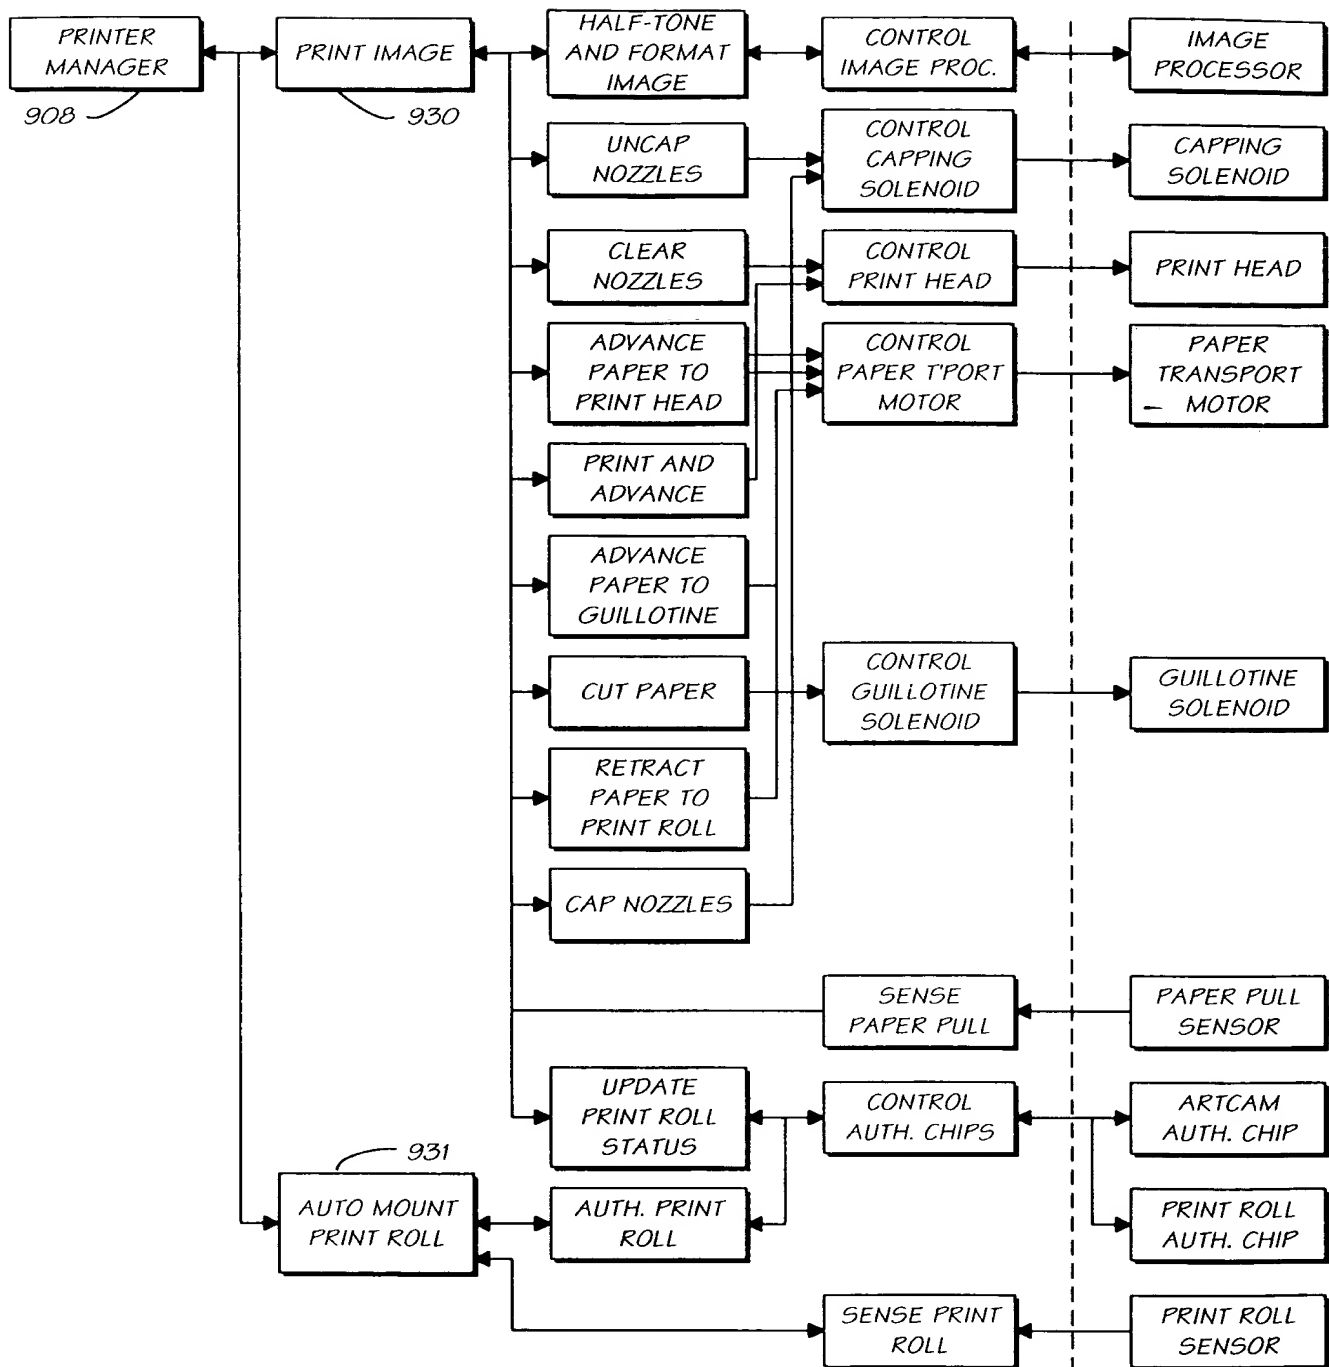 PRINTER
MANAGER
908
PRINT IMAGE
930
HALF-TONE
AND FORMAT
IMAGE
CONTROL
IMAGE PROC.
IMAGE
PROCESSOR
UNCAP
NOZZLES
CONTROL
CAPPING
SOLENOID
CAPPING
SOLENOID
CLEAR
NOZZLES
CONTROL
PRINT HEAD
PRINT HEAD
ADVANCE
PAPER TO
PRINT HEAD
CONTROL
PAPER T'PORT
MOTOR
PAPER
TRANSPORT
MOTOR
PRINT AND
ADVANCE
ADVANCE
PAPER TO
GUILLOTINE
CUT PAPER
CONTROL
GUILLOTINE
SOLENOID
GUILLOTINE
SOLENOID
RETRACT
PAPER TO
PRINT ROLL
CAP NOZZLES
SENSE
PAPER PULL
PAPER PULL
SENSOR
UPDATE
PRINT ROLL
STATUS
CONTROL
AUTH. CHIPS
ARTCAM
AUTH. CHIP
931
AUTO MOUNT
PRINT ROLL
AUTH. PRINT
ROLL
PRINT ROLL
AUTH. CHIP
SENSE PRINT
ROLL
PRINT ROLL
SENSOR